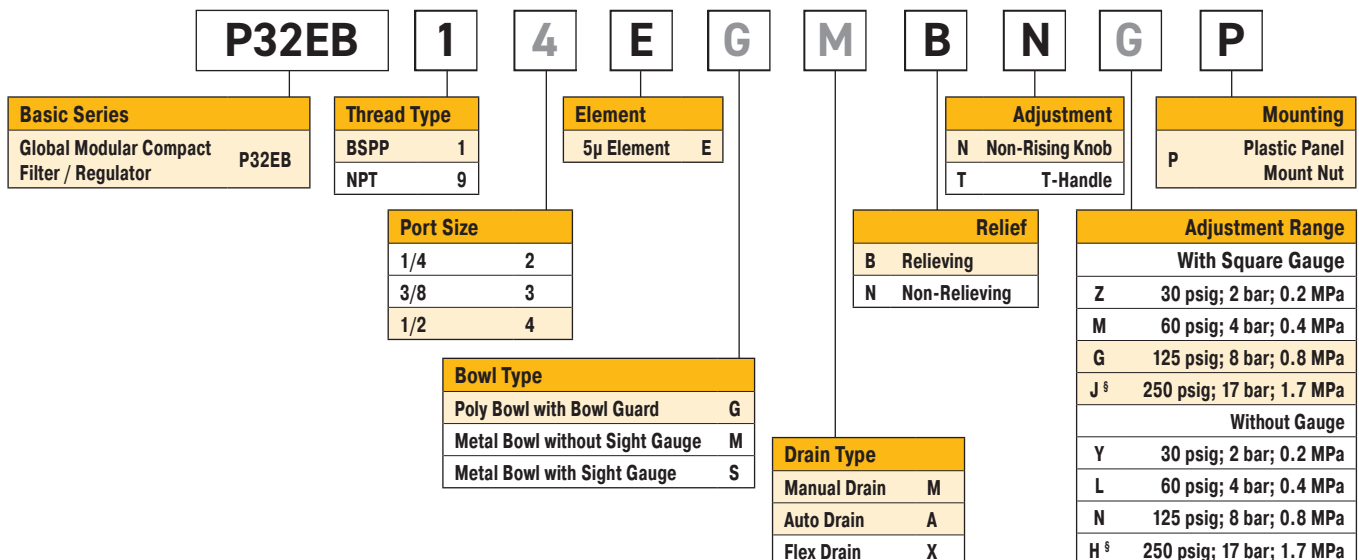 P32EB 1 4 E G M B N G P
Basic Series
Global Modular Compact
Filter / Regulator P32EB
Thread Type
BSPP 1
NPT 9
Element
5µ Element E
Adjustment
N Non-Rising Knob
T T-Handle
Mounting
P Plastic Panel
Mount Nut
Port Size
1/4 2
3/8 3
1/2 4
Relief
B Relieving
N Non-Relieving
Adjustment Range
With Square Gauge
Z 30 psig; 2 bar; 0.2 MPa
M 60 psig; 4 bar; 0.4 MPa
G 125 psig; 8 bar; 0.8 MPa
J § 250 psig; 17 bar; 1.7 MPa
Without Gauge
Y 30 psig; 2 bar; 0.2 MPa
L 60 psig; 4 bar; 0.4 MPa
N 125 psig; 8 bar; 0.8 MPa
H § 250 psig; 17 bar; 1.7 MPa
Bowl Type
Poly Bowl with Bowl Guard G
Metal Bowl without Sight Gauge M
Metal Bowl with Sight Gauge S
Drain Type
Manual Drain M
Auto Drain A
Flex Drain X